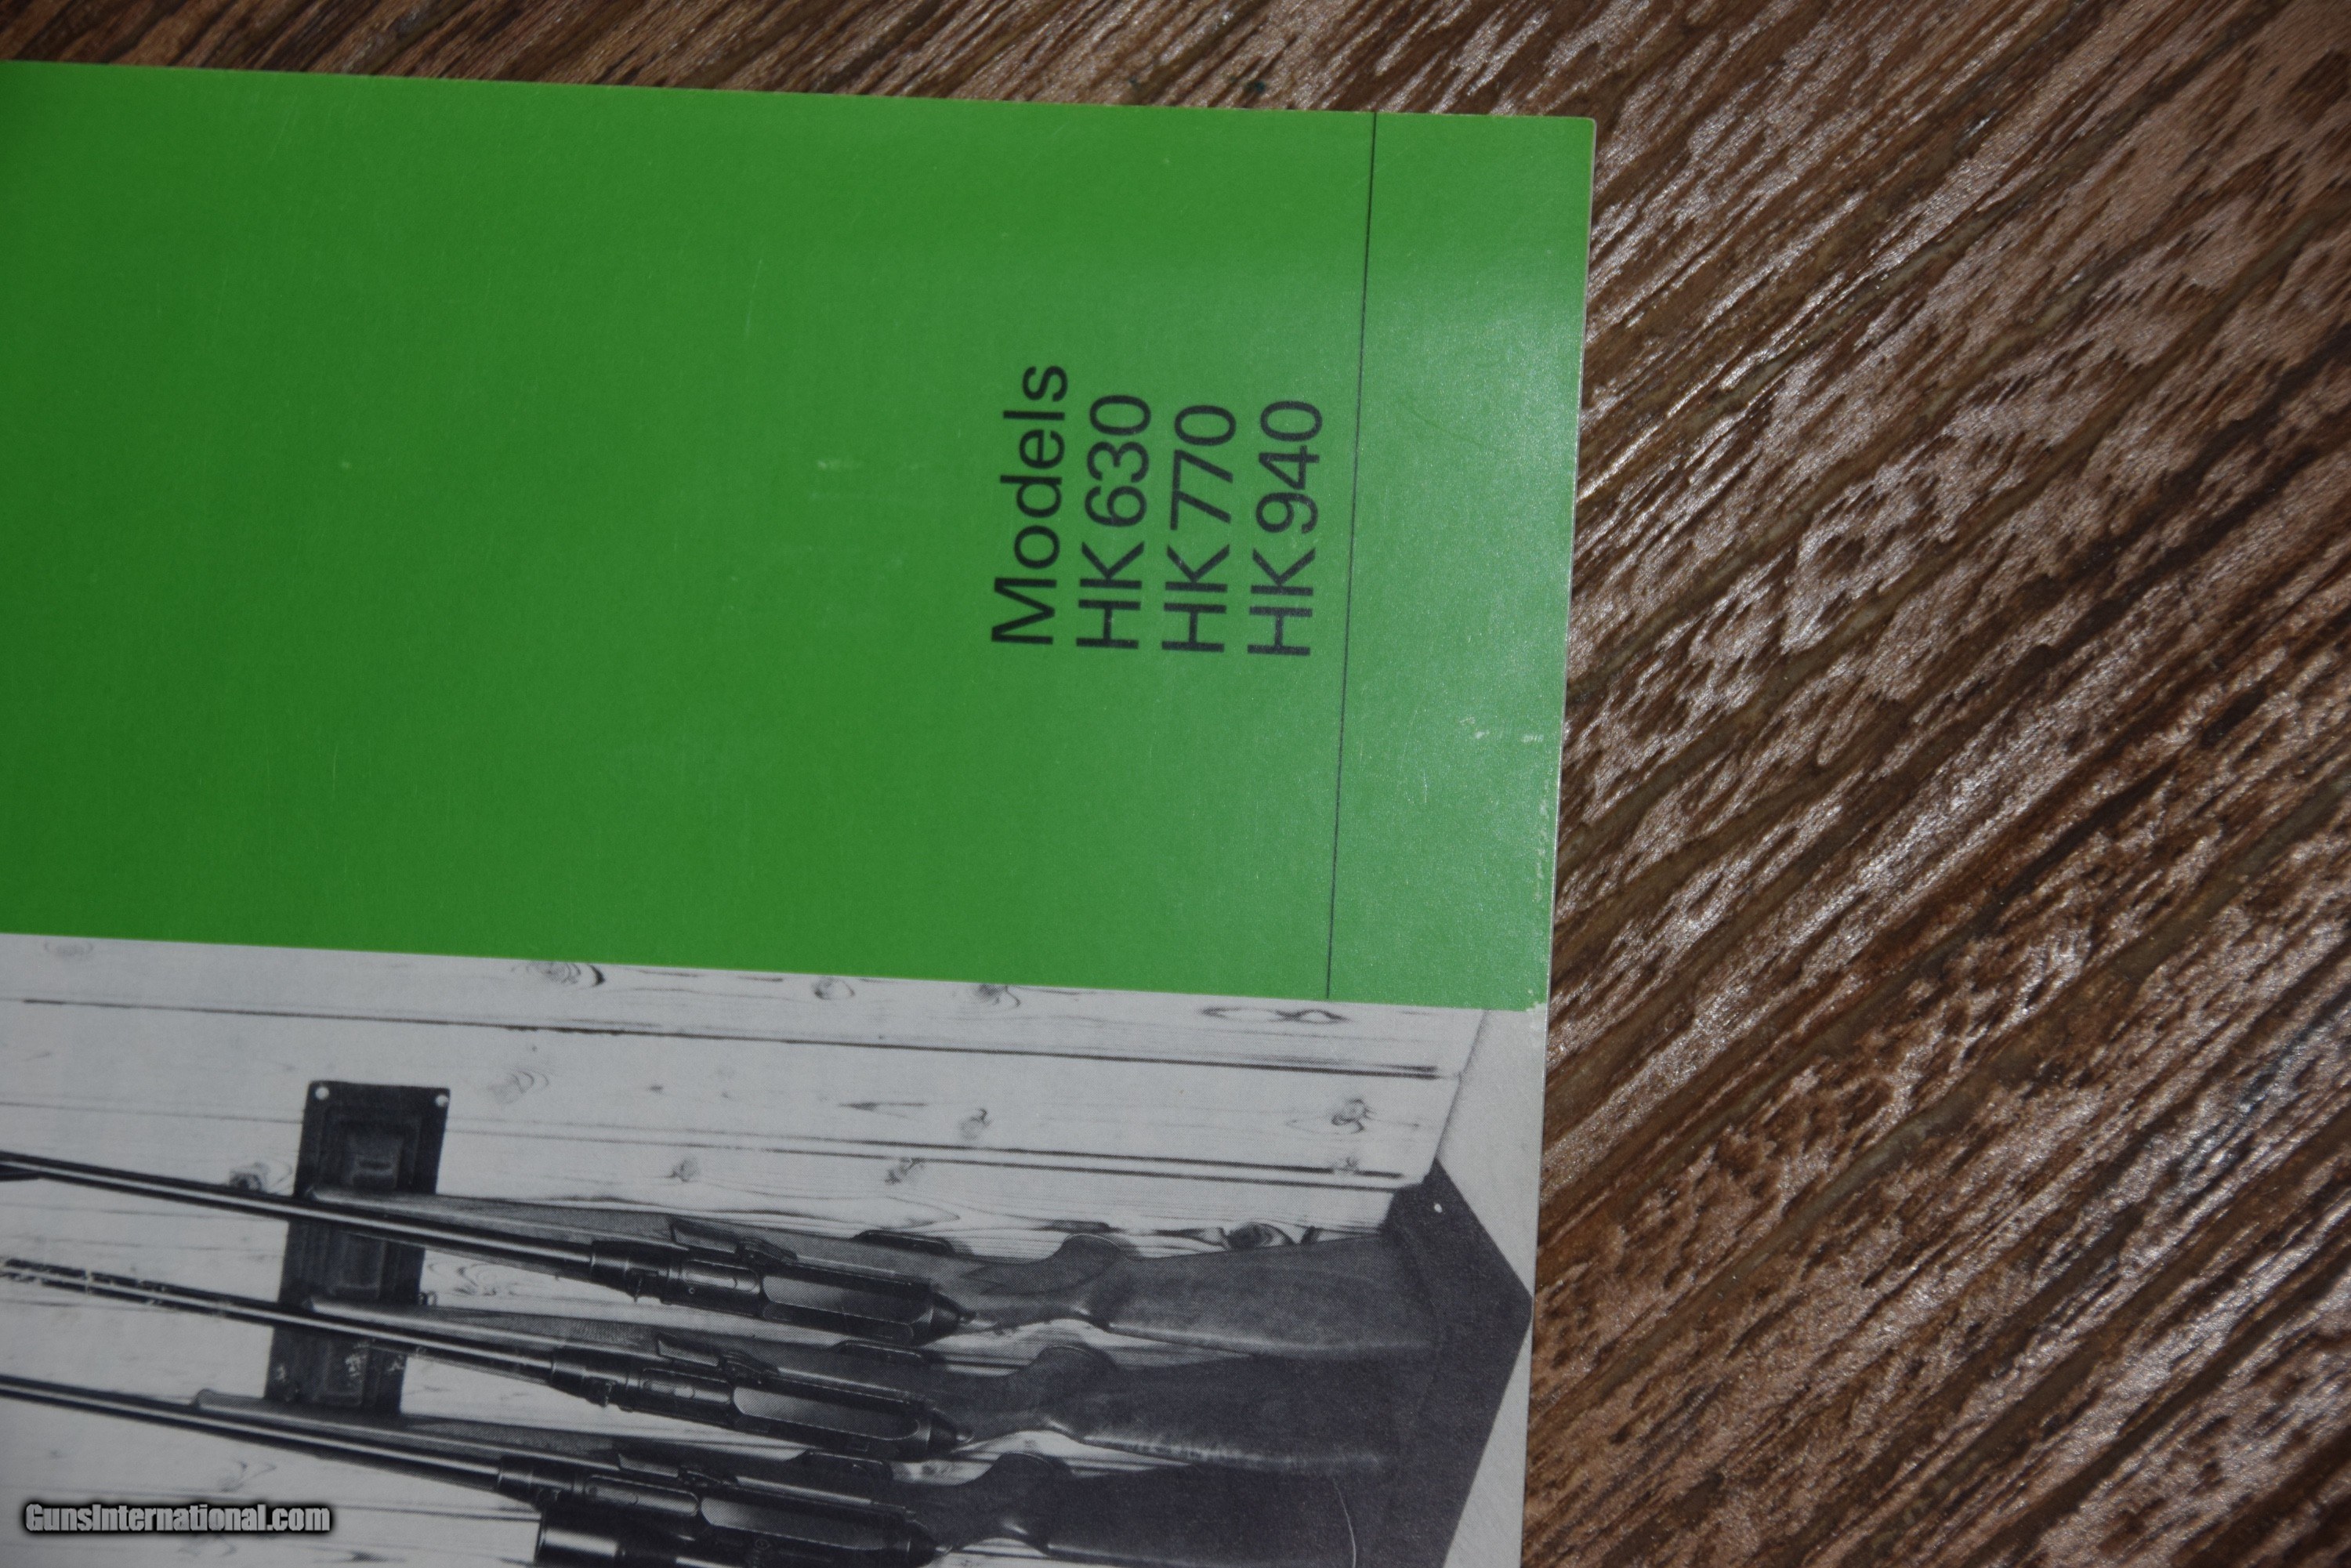 Models
HK 630
HK 770
HK 940
GunsInternational.com